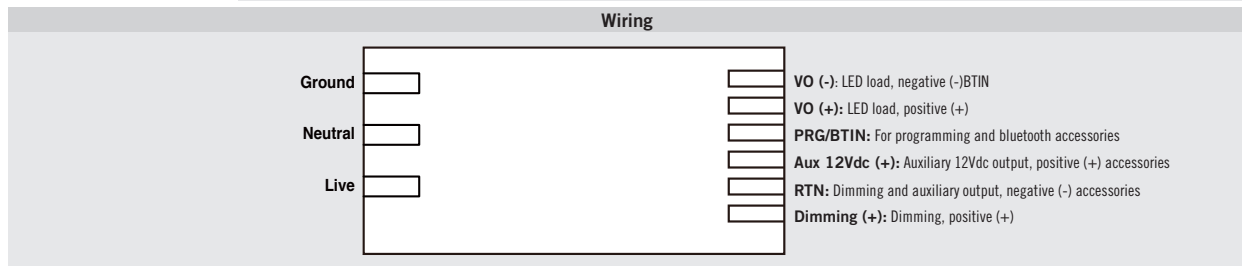 Wiring
Ground
Neutral
Live
VO (-): LED load, negative (-)BTIN
VO (+): LED load, positive (+)
PRG/BTIN: For programming and bluetooth accessories
Aux 12Vdc (+): Auxiliary 12Vdc output, positive (+) accessories
RTN: Dimming and auxiliary output, negative (-) accessories
Dimming (+): Dimming, positive (+)